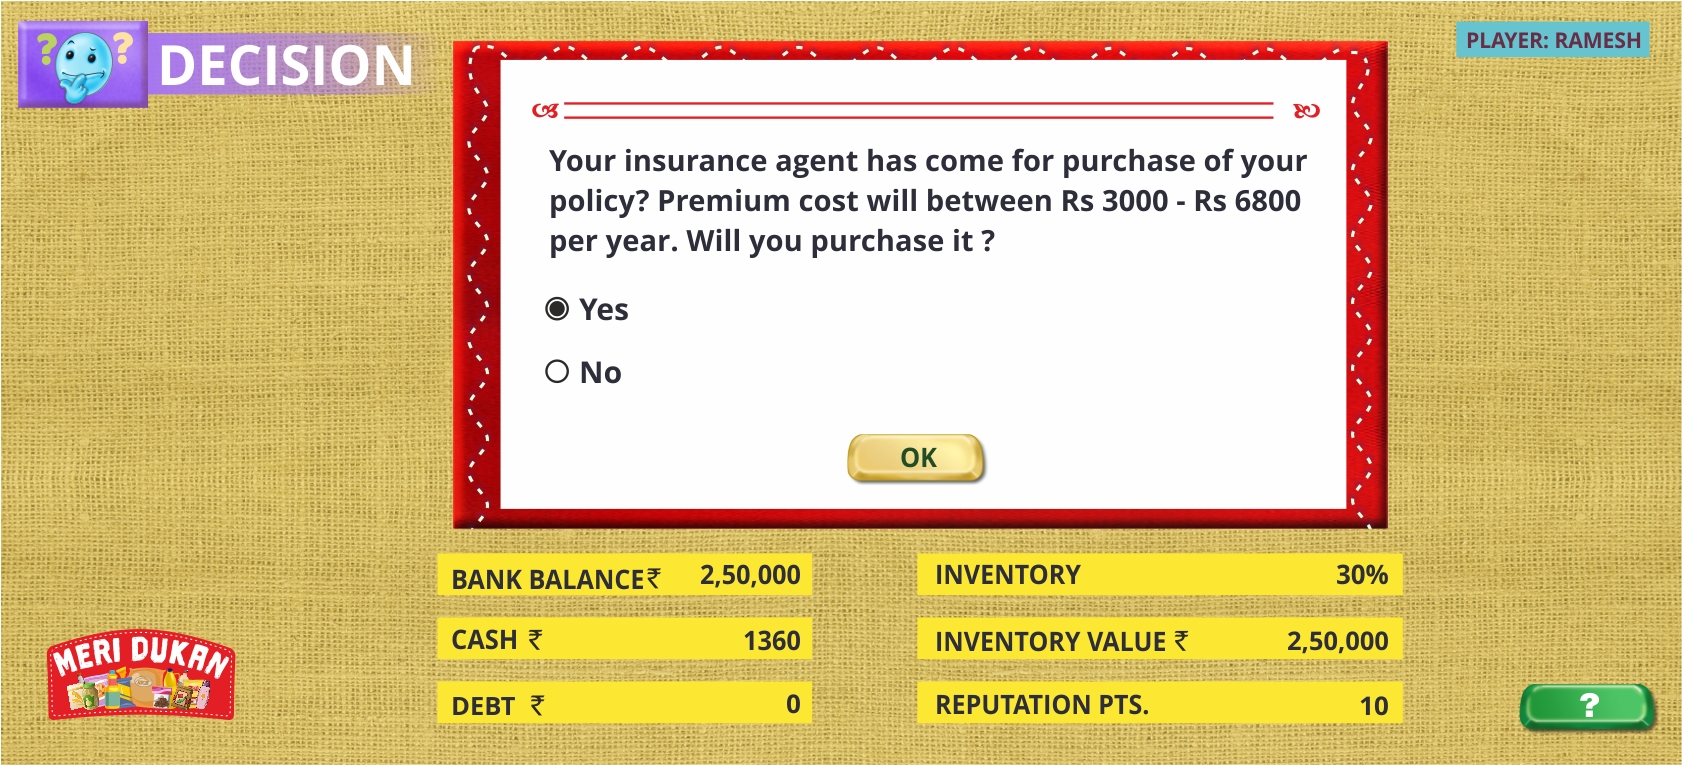 DECISION
PLAYER: RAMESH
Your insurance agent has come for purchase of your
policy? Premium cost will between Rs 3000 - Rs 6800
per year. Will you purchase it ?
Yes
No
OK
BANK BALANCE₹ 2,50,000
INVENTORY 30%
CASH ₹ 1360
INVENTORY VALUE ₹ 2,50,000
DEBT ₹ 0
REPUTATION PTS. 10
MERI DUKAN
?